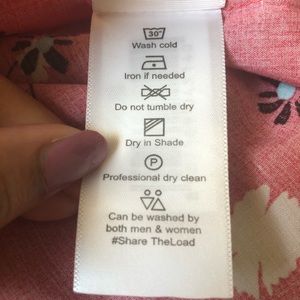 30°
Wash cold
Iron if needed
Do not tumble dry
Dry in Shade
P
Professional dry clean
Can be washed by
both men & women
#Share TheLoad